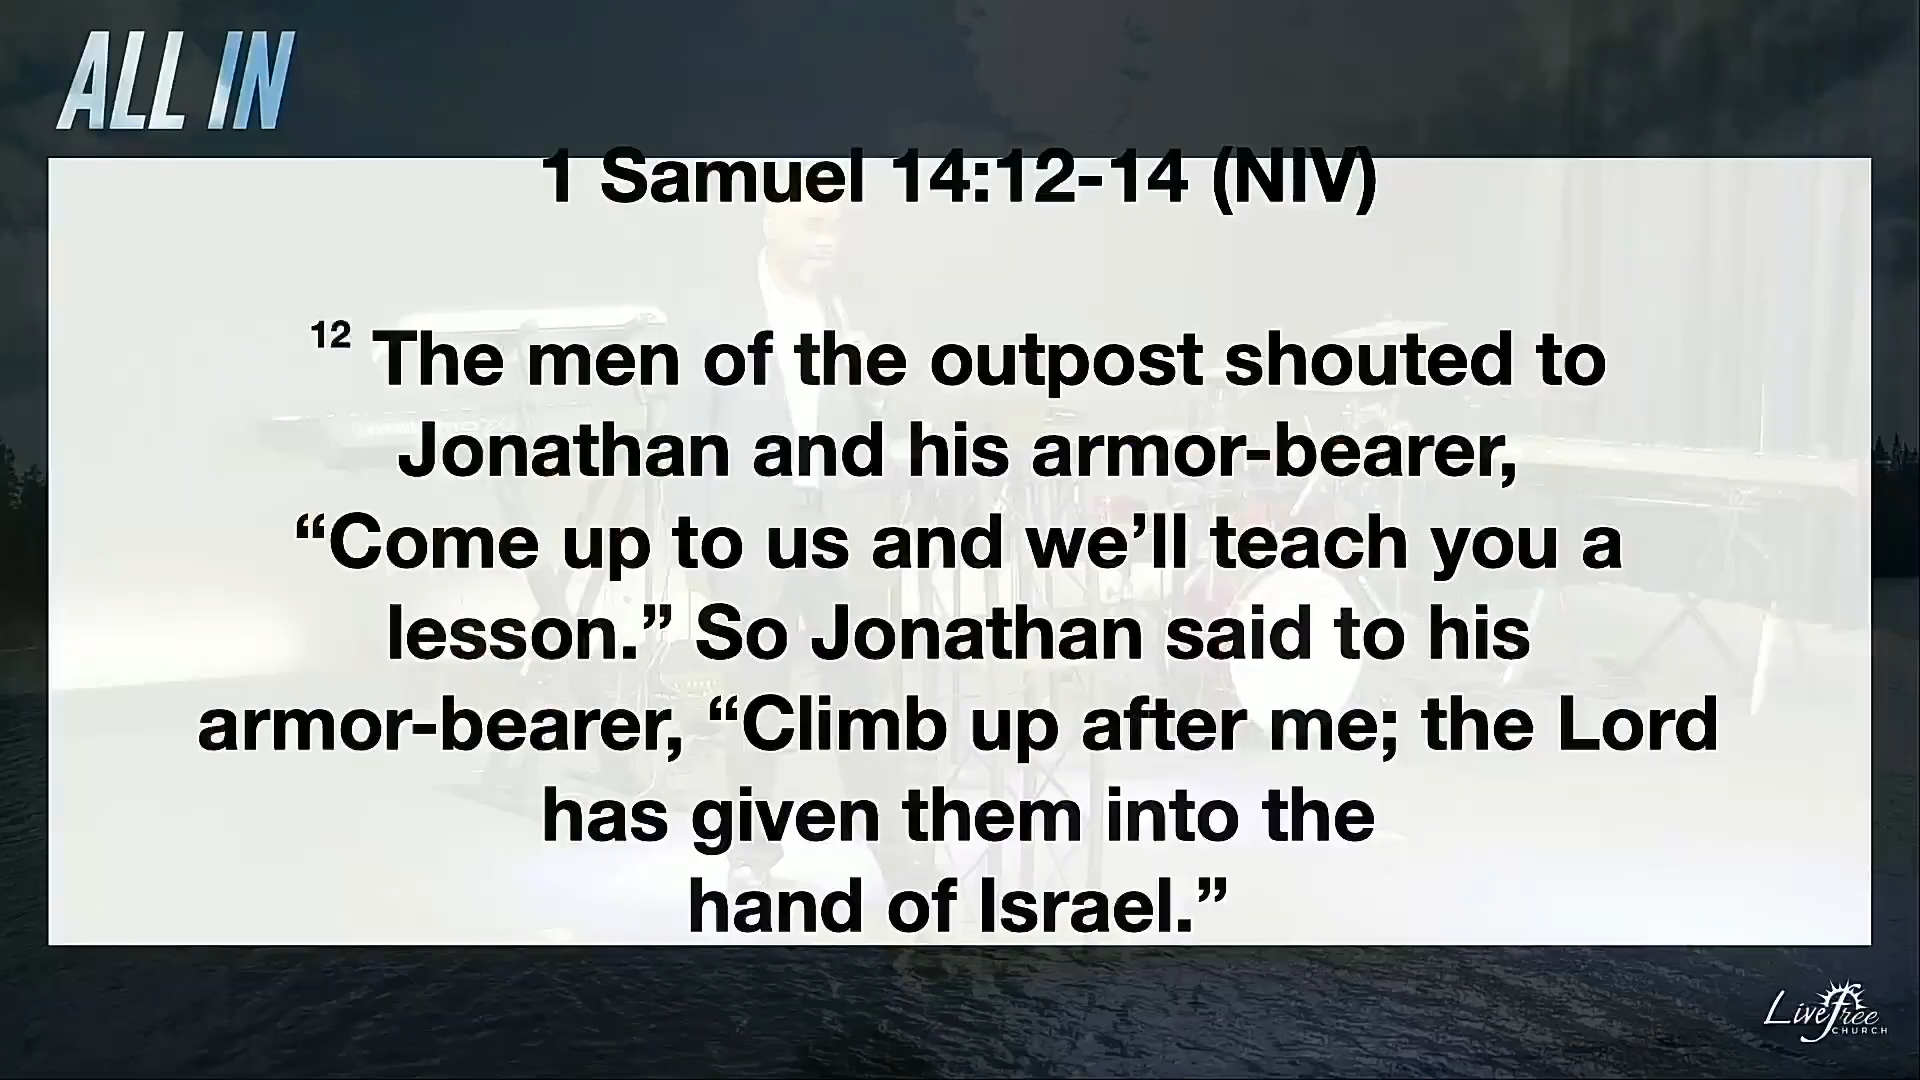 ALL IN
1 Samuel 14:12-14 (NIV)
12 The men of the outpost shouted to
Jonathan and his armor-bearer,
“Come up to us and we’ll teach you a
lesson.” So Jonathan said to his
armor-bearer, “Climb up after me; the Lord
has given them into the
hand of Israel.”
Live Free
CHURCH